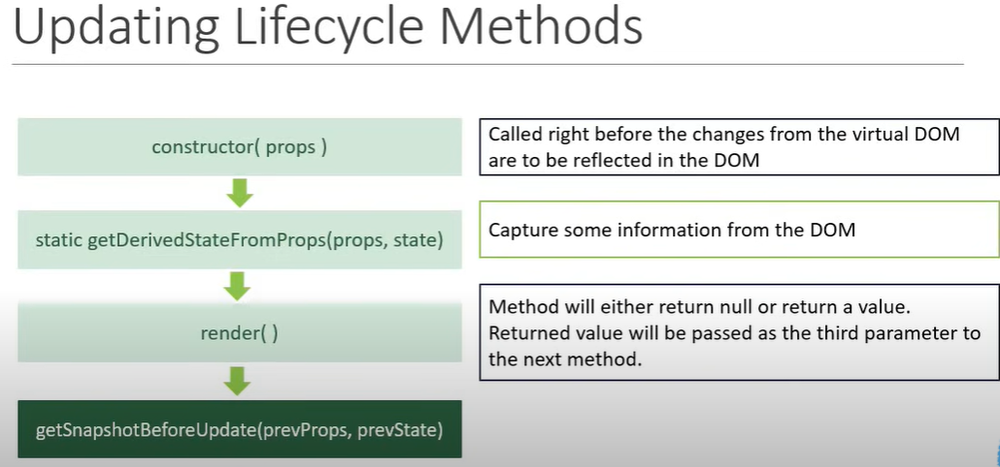 Updating Lifecycle Methods
constructor( props )
static getDerivedStateFromProps(props, state)
render( )
getSnapshotBeforeUpdate(prevProps, prevState)
Called right before the changes from the virtual DOM
are to be reflected in the DOM
Capture some information from the DOM
Method will either return null or return a value.
Returned value will be passed as the third parameter to
the next method.